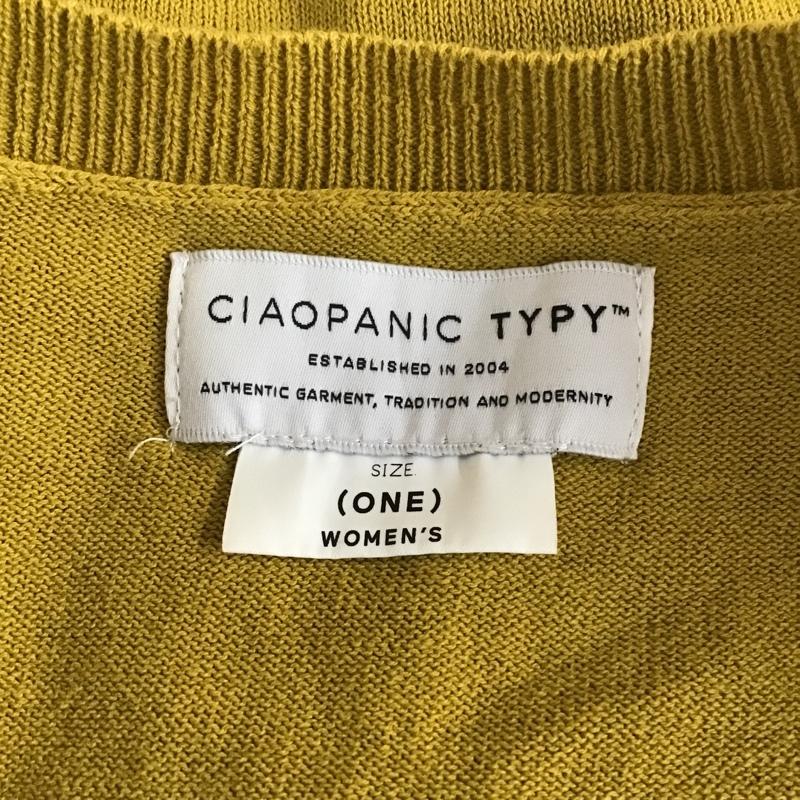 CIAOPANIC TYPY™
ESTABLISHED IN 2004
AUTHENTIC GARMENT, TRADITION AND MODERNITY
SIZE
(ONE)
WOMEN'S